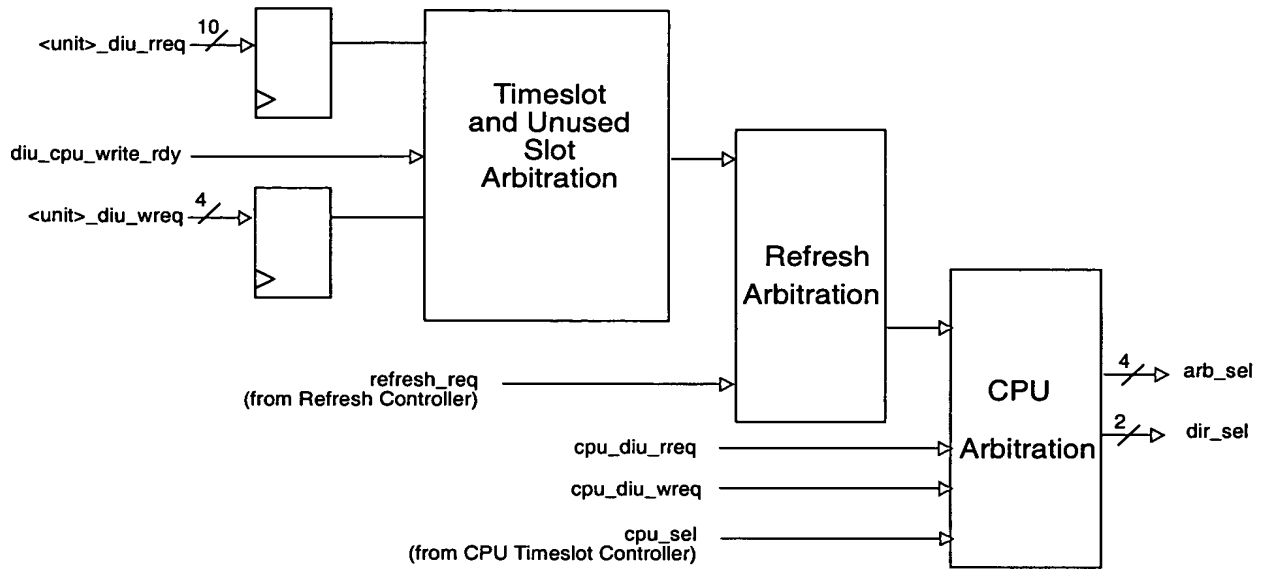 10
<unit>_diu_rreq
Timeslot
and Unused
Slot
Arbitration
diu_cpu_write_rdy
4
<unit>_diu_wreq
Refresh
Arbitration
refresh_req
(from Refresh Controller)
4
arb_sel
CPU
Arbitration
2
dir_sel
cpu_diu_rreq
cpu_diu_wreq
cpu_sel
(from CPU Timeslot Controller)